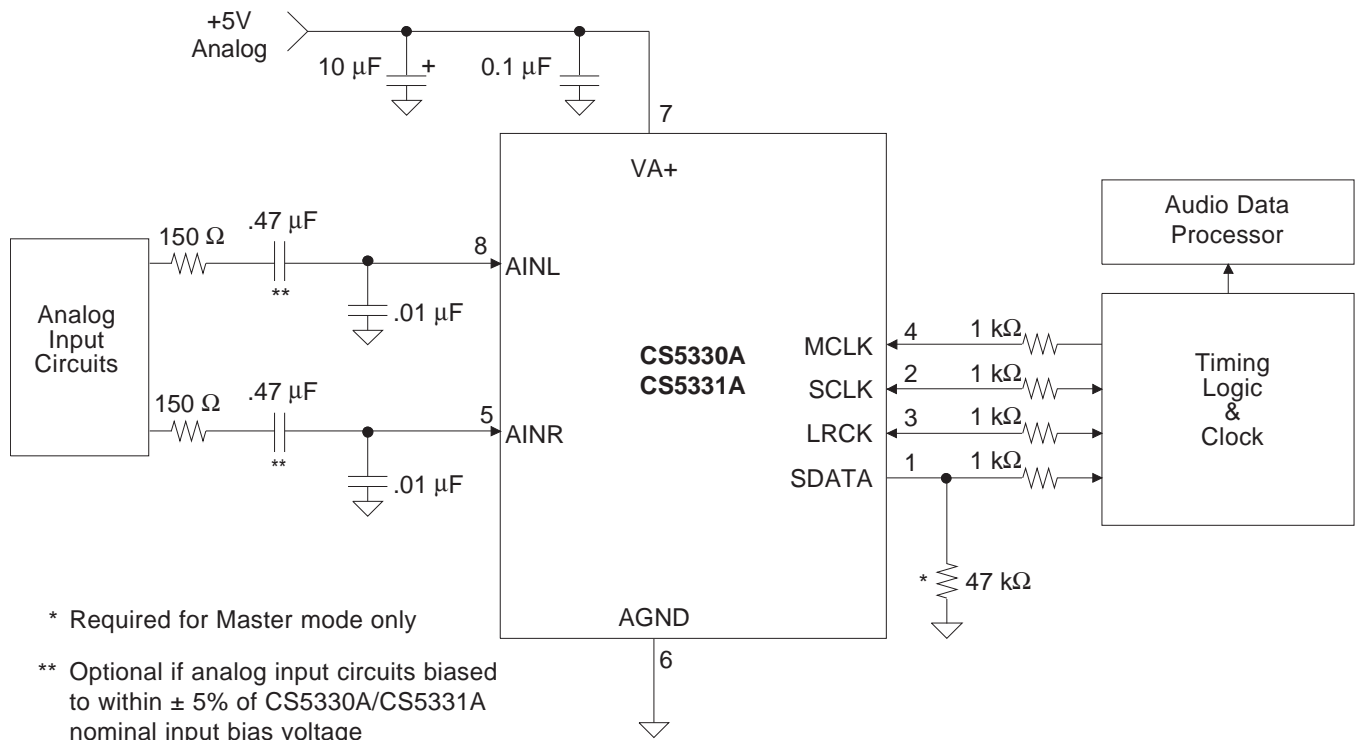 +5V
Analog
10 µF
+
0.1 µF
7
VA+
150 Ω
.47 µF
**
8
AINL
.01 µF
Analog
Input
Circuits
150 Ω
.47 µF
**
5
AINR
.01 µF
CS5330A
CS5331A
MCLK
4
1 kΩ
SCLK
2
1 kΩ
LRCK
3
1 kΩ
SDATA
1
1 kΩ
Audio Data
Processor
Timing
Logic
&
Clock
* 47 kΩ
AGND
6
* Required for Master mode only
** Optional if analog input circuits biased
to within ± 5% of CS5330A/CS5331A
nominal input bias voltage